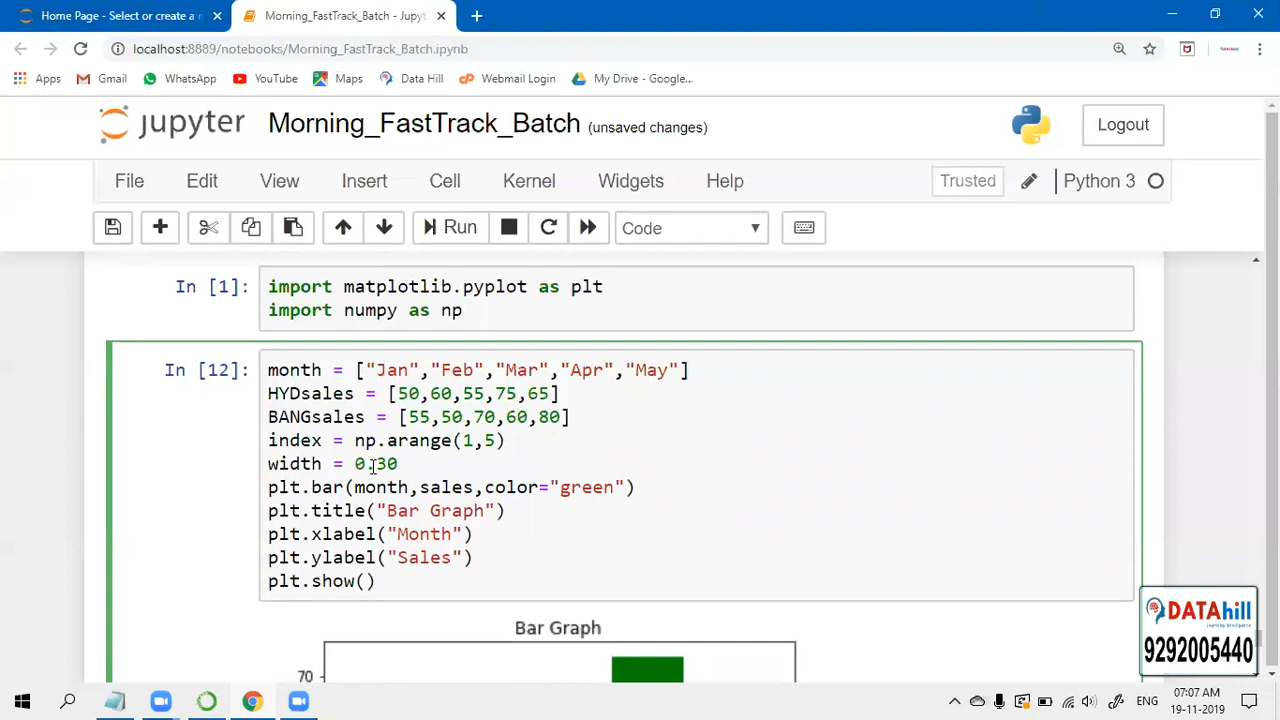 Home Page - Select or create a n
Morning_FastTrack_Batch - Jupyt
localhost:8889/notebooks/Morning_FastTrack_Batch.ipynb
Apps Gmail WhatsApp YouTube Maps Data Hill Webmail Login My Drive - Google...
jupyter Morning_FastTrack_Batch (unsaved changes) Logout
File Edit View Insert Cell Kernel Widgets Help Trusted Python 3
Run Code
In [1]: import matplotlib.pyplot as plt
import numpy as np
In [12]: month = ["Jan","Feb","Mar","Apr","May"]
HYDsales = [50,60,55,75,65]
BANGsales = [55,50,70,60,80]
index = np.arange(1,5)
width = 0.30
plt.bar(month,sales,color="green")
plt.title("Bar Graph")
plt.xlabel("Month")
plt.ylabel("Sales")
plt.show()
Bar Graph
70
DATAhill
9292005440
ENG
07:07 AM
19-11-2019